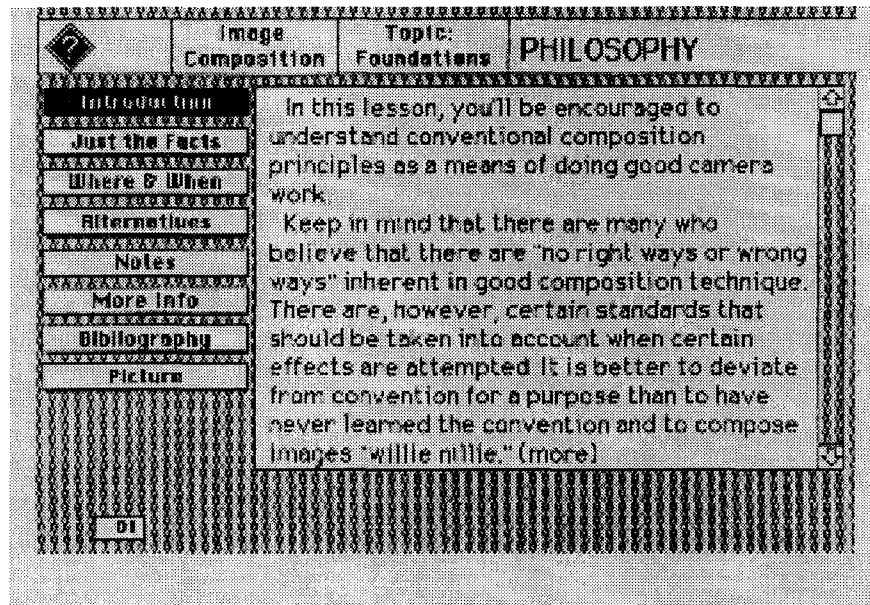 ?
Image
Composition
Topic:
Foundations
PHILOSOPHY
Introduction
Just the Facts
Where & When
Alternatives
Notes
More Info
Bibliography
Picture
In this lesson, you'll be encouraged to
understand conventional composition
principles as a means of doing good camera
work.
Keep in mind that there are many who
believe that there are "no right ways or wrong
ways" inherent in good composition technique.
There are, however, certain standards that
should be taken into account when certain
effects are attempted. It is better to deviate
from convention for a purpose than to have
never learned the convention and to compose
images "willie nillie." (more)
01